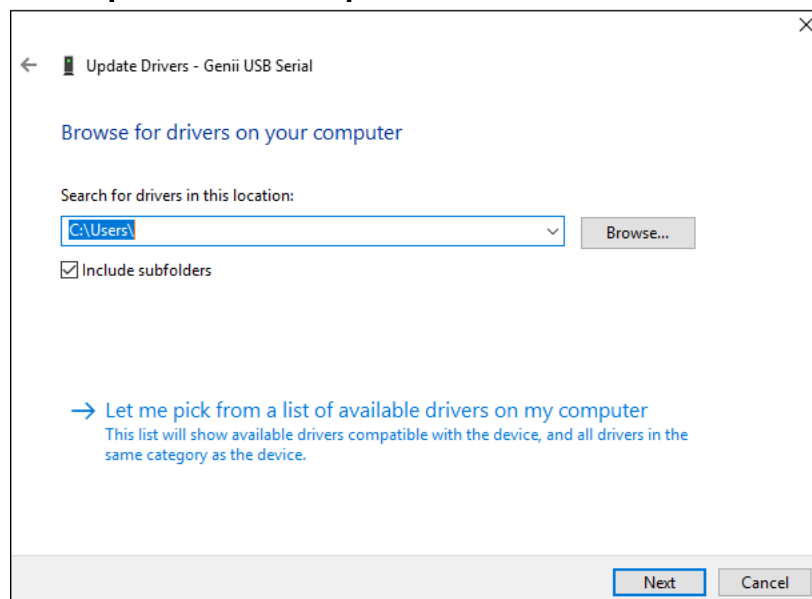 Update Drivers - Genii USB Serial
Browse for drivers on your computer
Search for drivers in this location:
C:\Users\
Browse...
Include subfolders
Let me pick from a list of available drivers on my computer
This list will show available drivers compatible with the device, and all drivers in the
same category as the device.
Next
Cancel